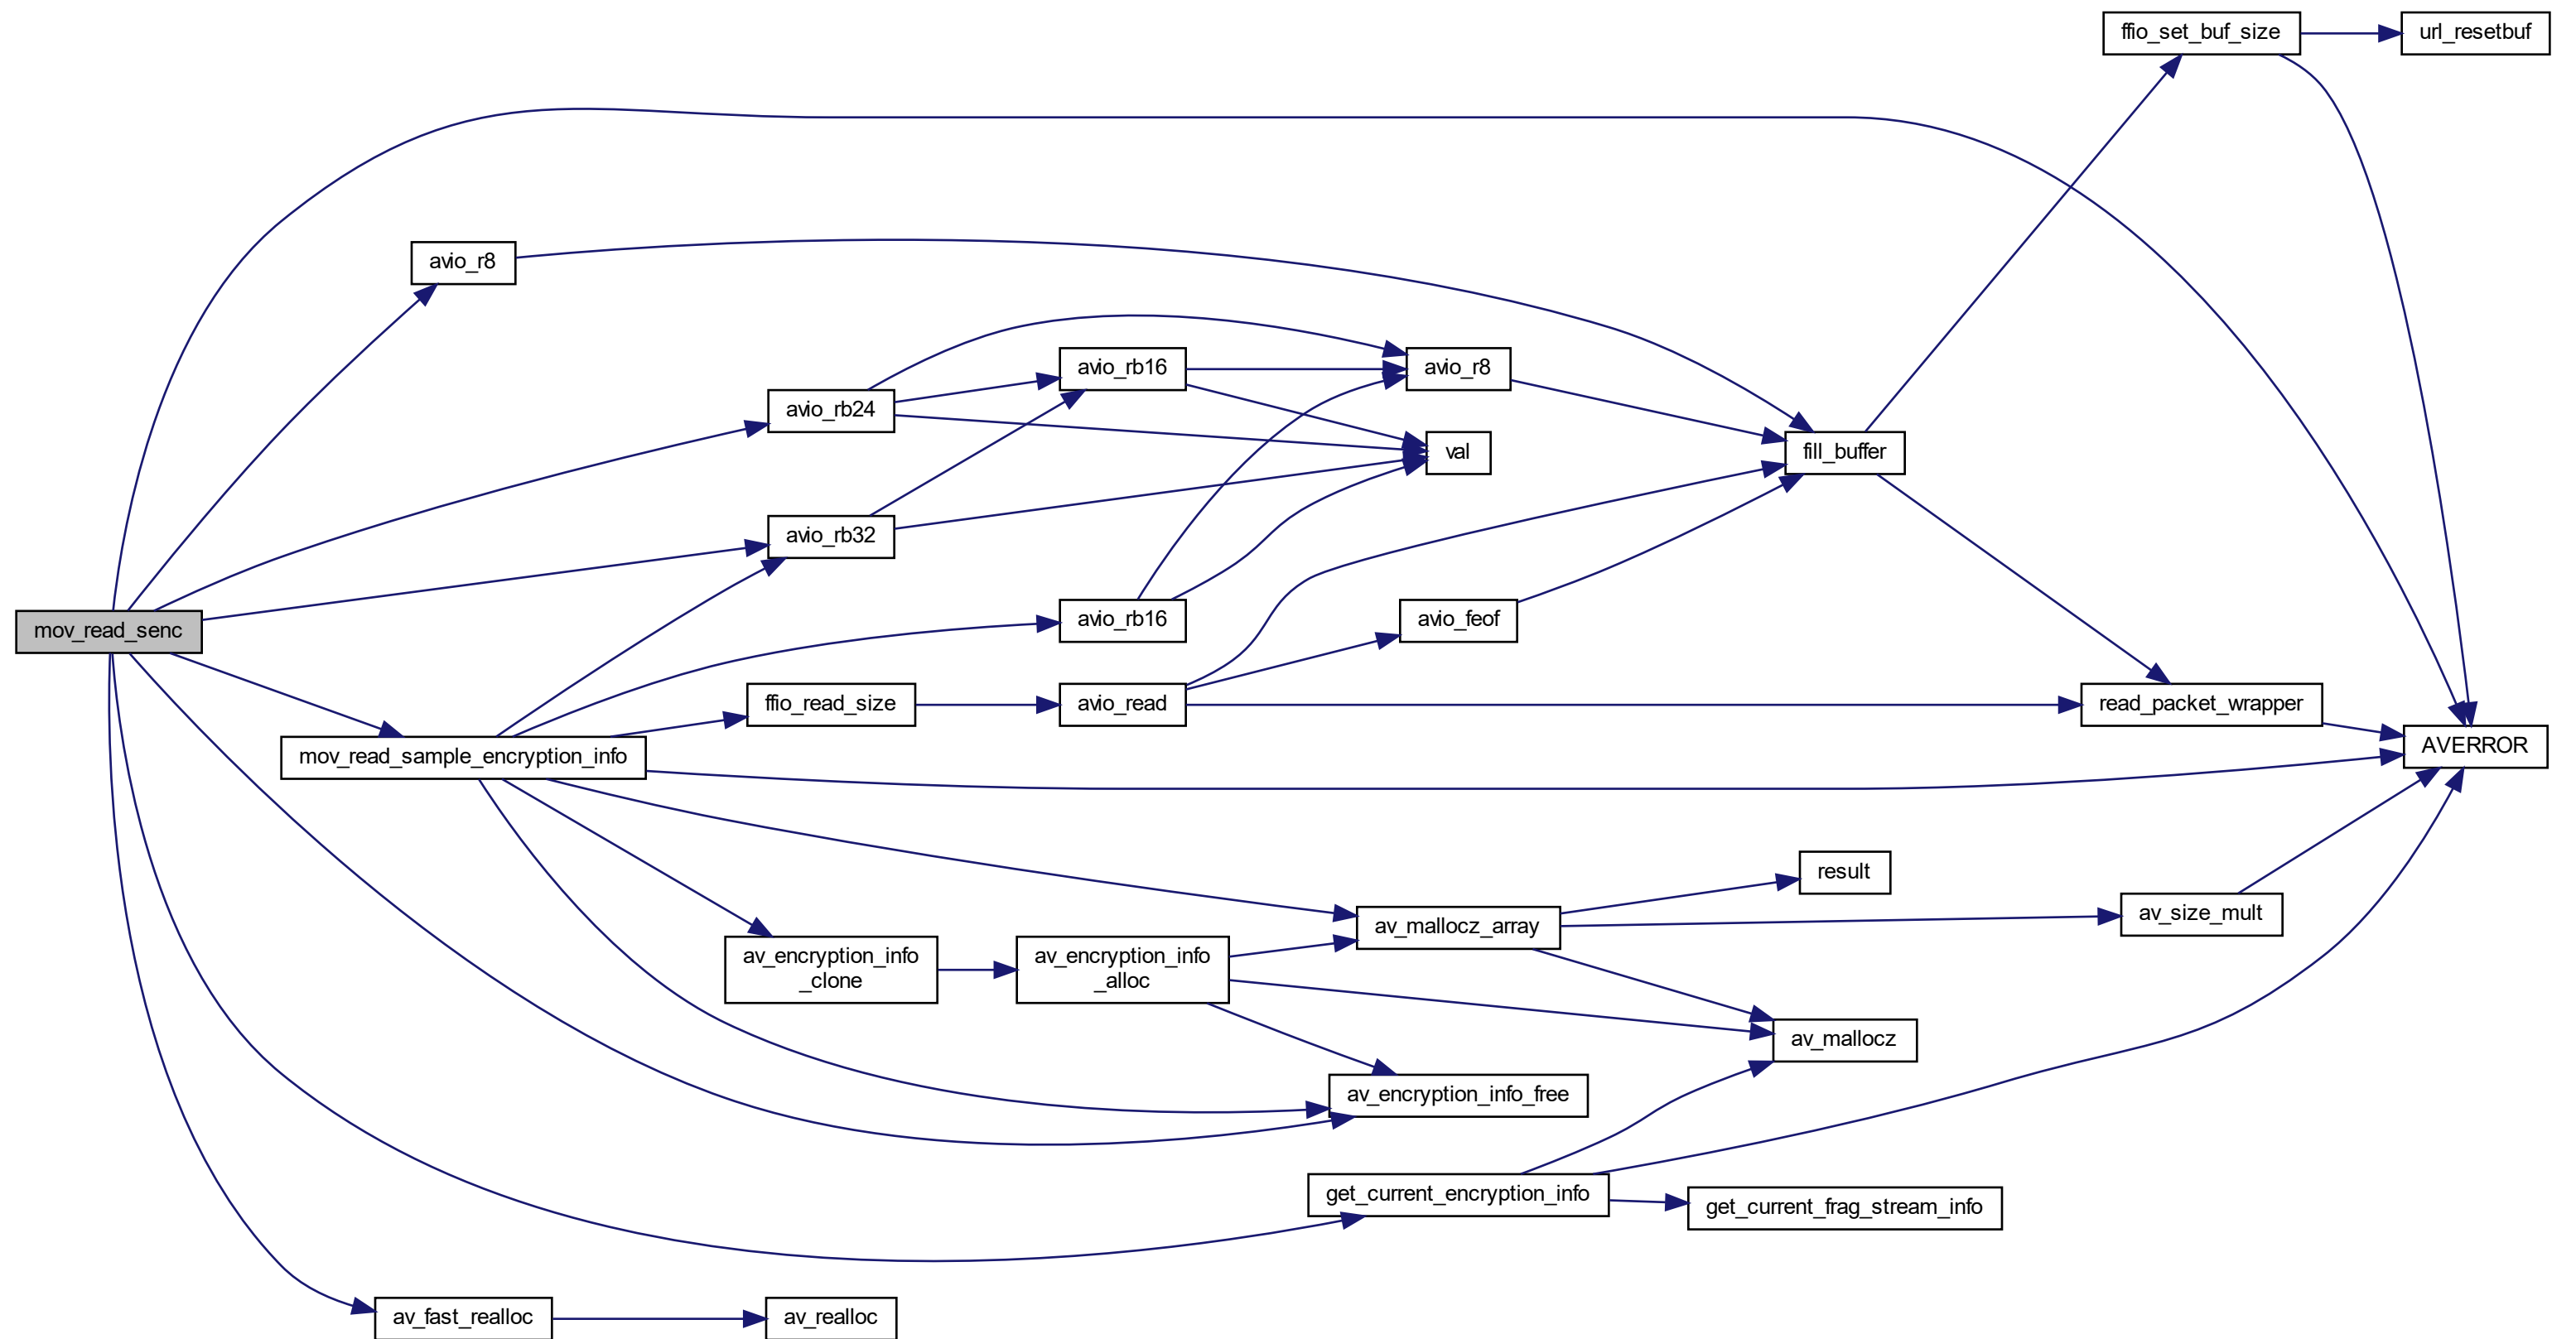 ffio_set_buf_size
url_resetbuf
avio_r8
avio_rb16
avio_r8
avio_rb24
val
fill_buffer
avio_rb32
mov_read_senc
avio_rb16
avio_feof
ffio_read_size
avio_read
read_packet_wrapper
mov_read_sample_encryption_info
AVERROR
result
av_mallocz_array
av_size_mult
av_encryption_info
_clone
av_encryption_info
_alloc
av_mallocz
av_encryption_info_free
get_current_encryption_info
get_current_frag_stream_info
av_fast_realloc
av_realloc